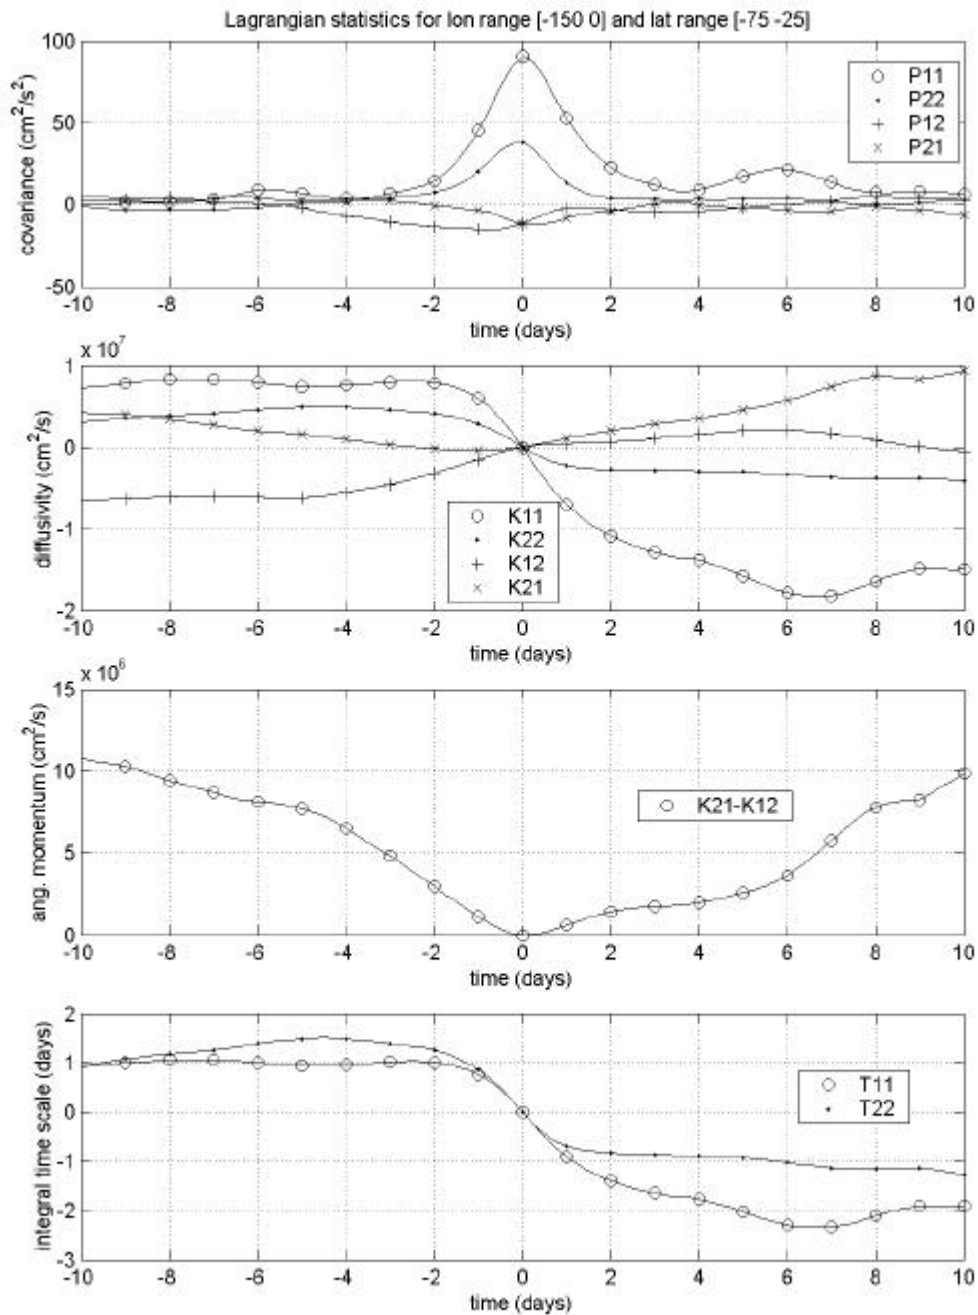 Lagrangian statistics for lon range [-150 0] and lat range [-75 -25]
covariance (cm²/s²)
100
50
0
-50
P11
P22
P12
P21
-10 -8 -6 -4 -2 0 2 4 6 8 10
time (days)
x 10⁷
diffusivity (cm²/s)
1
0
-1
-2
K11
K22
K12
K21
-10 -8 -6 -4 -2 0 2 4 6 8 10
time (days)
x 10⁶
ang. momentum (cm²/s)
15
10
5
0
K21-K12
-10 -8 -6 -4 -2 0 2 4 6 8 10
time (days)
integral time scale (days)
2
1
0
-1
-2
-3
T11
T22
-10 -8 -6 -4 -2 0 2 4 6 8 10
time (days)